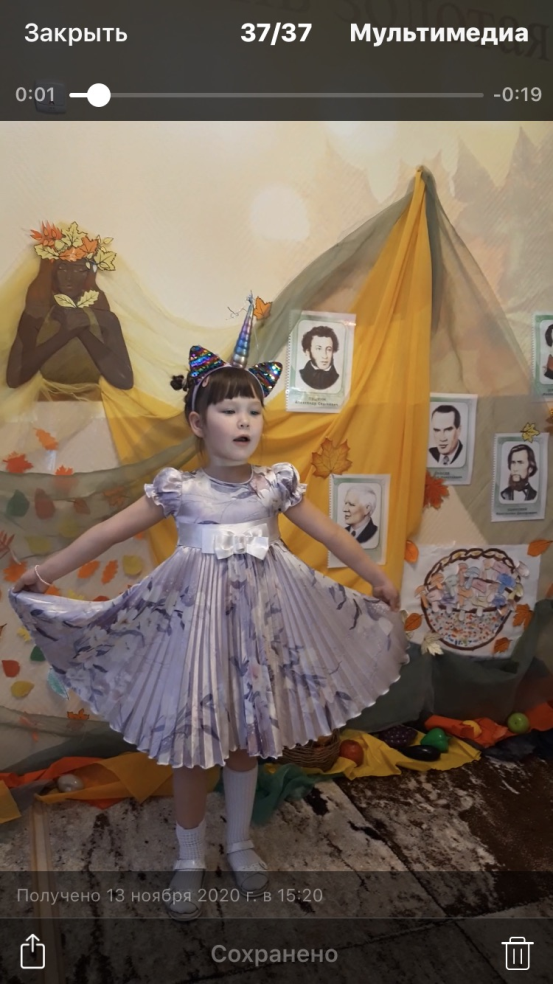 Закрыть 37/37 Мультимедиа
0:01 -0:19
Получено 13 ноября 2020 г. в 15:20
Сохранено